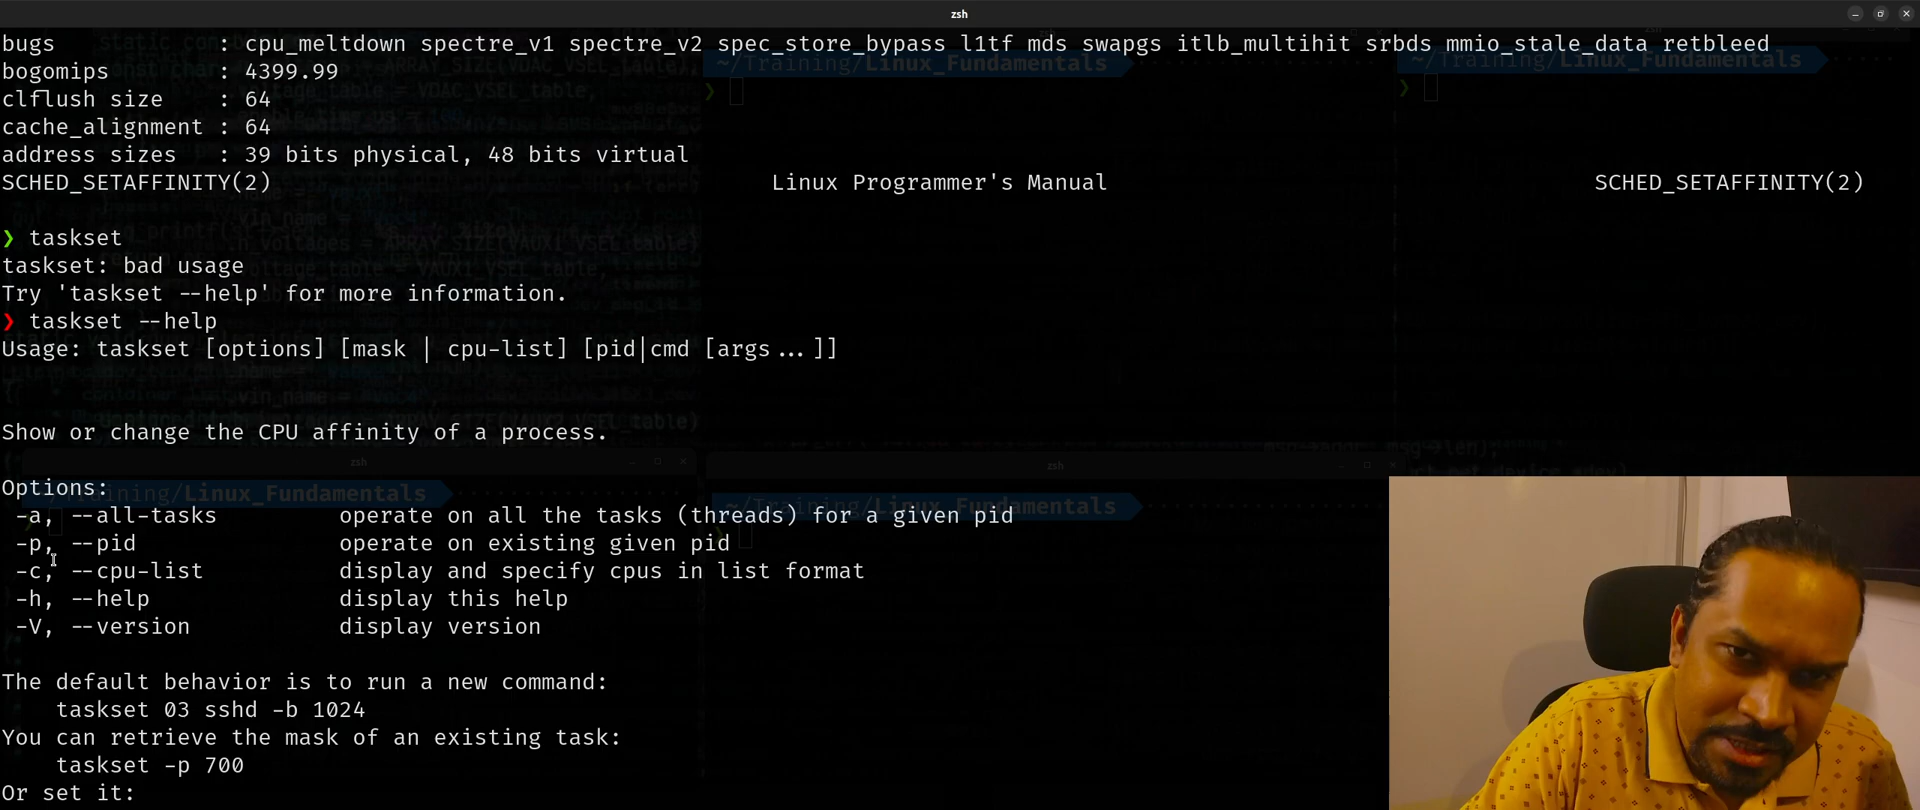 zsh
bugs : cpu_meltdown spectre_v1 spectre_v2 spec_store_bypass l1tf mds swapgs itlb_multihit srbds mmio_stale_data retbleed
~/Training/Linux_Fundamentals
~/Training/Linux_Fundamentals
bogomips : 4399.99
clflush size : 64
cache_alignment : 64
address sizes : 39 bits physical, 48 bits virtual
SCHED_SETAFFINITY(2) Linux Programmer's Manual SCHED_SETAFFINITY(2)
❯ taskset
taskset: bad usage
Try 'taskset --help' for more information.
❯ taskset --help
Usage: taskset [options] [mask | cpu-list] [pid|cmd [args...]]
Show or change the CPU affinity of a process.
zsh
zsh
Options:
~/Training/Linux_Fundamentals
~/Training/Linux_Fundamentals
-a, --all-tasks operate on all the tasks (threads) for a given pid
-p, --pid operate on existing given pid
-c, --cpu-list display and specify cpus in list format
-h, --help display this help
-V, --version display version
The default behavior is to run a new command:
taskset 03 sshd -b 1024
You can retrieve the mask of an existing task:
taskset -p 700
Or set it: